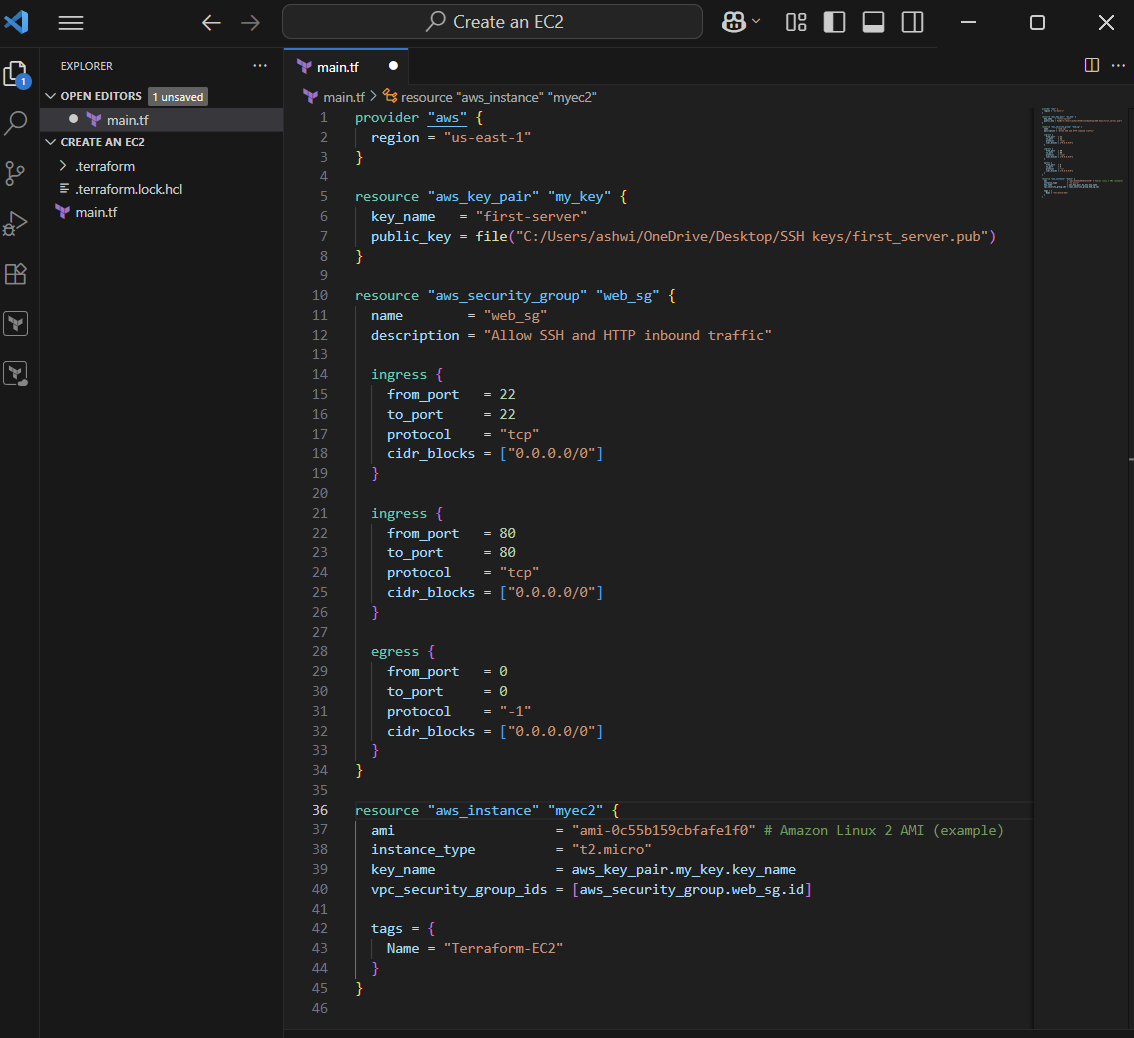 Create an EC2
EXPLORER
OPEN EDITORS 1 unsaved
main.tf
CREATE AN EC2
.terraform
.terraform.lock.hcl
main.tf
1
main.tf
main.tf > resource "aws_instance" "myec2"
1 provider "aws" {
2   region = "us-east-1"
3 }
4
5 resource "aws_key_pair" "my_key" {
6   key_name   = "first-server"
7   public_key = file("C:/Users/ashwi/OneDrive/Desktop/SSH keys/first_server.pub")
8 }
9
10 resource "aws_security_group" "web_sg" {
11   name        = "web_sg"
12   description = "Allow SSH and HTTP inbound traffic"
13
14   ingress {
15     from_port   = 22
16     to_port     = 22
17     protocol    = "tcp"
18     cidr_blocks = ["0.0.0.0/0"]
19   }
20
21   ingress {
22     from_port   = 80
23     to_port     = 80
24     protocol    = "tcp"
25     cidr_blocks = ["0.0.0.0/0"]
26   }
27
28   egress {
29     from_port   = 0
30     to_port     = 0
31     protocol    = "-1"
32     cidr_blocks = ["0.0.0.0/0"]
33   }
34 }
35
36 resource "aws_instance" "myec2" {
37   ami                    = "ami-0c55b159cbfafe1f0" # Amazon Linux 2 AMI (example)
38   instance_type          = "t2.micro"
39   key_name               = aws_key_pair.my_key.key_name
40   vpc_security_group_ids = [aws_security_group.web_sg.id]
41
42   tags = {
43     Name = "Terraform-EC2"
44   }
45 }
46